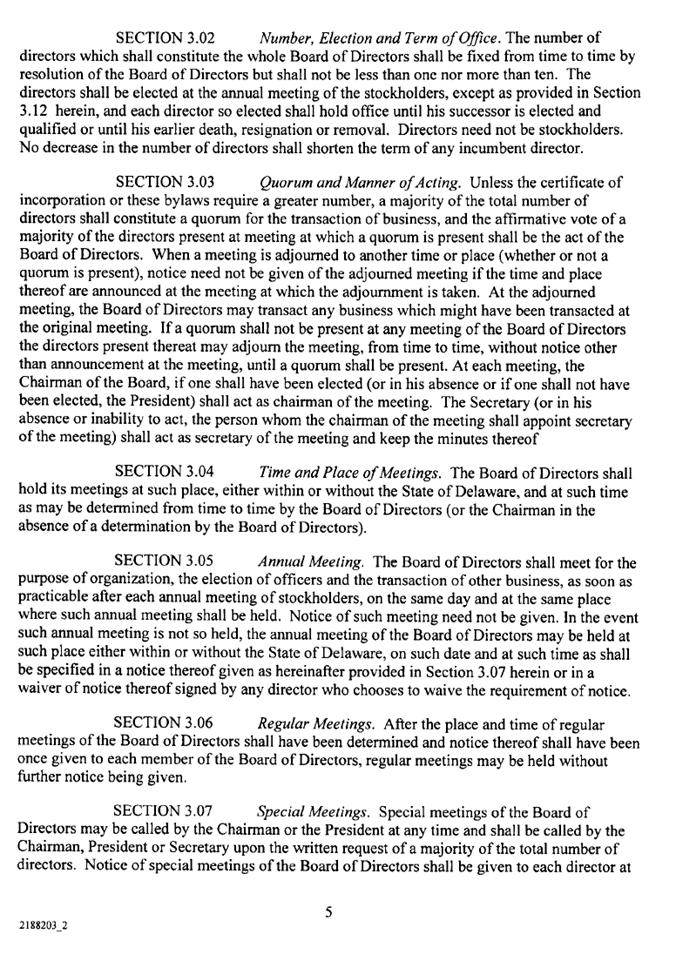 SECTION 3.02 Number, Election and Term of Office. The number of
directors which shall constitute the whole Board of Directors shall be fixed from time to time by
resolution of the Board of Directors but shall not be less than one nor more than ten. The
directors shall be elected at the annual meeting of the stockholders, except as provided in Section
3.12 herein, and each director so elected shall hold office until his successor is elected and
qualified or until his earlier death, resignation or removal. Directors need not be stockholders.
No decrease in the number of directors shall shorten the term of any incumbent director.
SECTION 3.03 Quorum and Manner of Acting. Unless the certificate of
incorporation or these bylaws require a greater number, a majority of the total number of
directors shall constitute a quorum for the transaction of business, and the affirmative vote of a
majority of the directors present at meeting at which a quorum is present shall be the act of the
Board of Directors. When a meeting is adjourned to another time or place (whether or not a
quorum is present), notice need not be given of the adjourned meeting if the time and place
thereof are announced at the meeting at which the adjournment is taken. At the adjourned
meeting, the Board of Directors may transact any business which might have been transacted at
the original meeting. If a quorum shall not be present at any meeting of the Board of Directors
the directors present thereat may adjourn the meeting, from time to time, without notice other
than announcement at the meeting, until a quorum shall be present. At each meeting, the
Chairman of the Board, if one shall have been elected (or in his absence or if one shall not have
been elected, the President) shall act as chairman of the meeting. The Secretary (or in his
absence or inability to act, the person whom the chairman of the meeting shall appoint secretary
of the meeting) shall act as secretary of the meeting and keep the minutes thereof
SECTION 3.04 Time and Place of Meetings. The Board of Directors shall
hold its meetings at such place, either within or without the State of Delaware, and at such time
as may be determined from time to time by the Board of Directors (or the Chairman in the
absence of a determination by the Board of Directors).
SECTION 3.05 Annual Meeting. The Board of Directors shall meet for the
purpose of organization, the election of officers and the transaction of other business, as soon as
practicable after each annual meeting of stockholders, on the same day and at the same place
where such annual meeting shall be held. Notice of such meeting need not be given. In the event
such annual meeting is not so held, the annual meeting of the Board of Directors may be held at
such place either within or without the State of Delaware, on such date and at such time as shall
be specified in a notice thereof given as hereinafter provided in Section 3.07 herein or in a
waiver of notice thereof signed by any director who chooses to waive the requirement of notice.
SECTION 3.06 Regular Meetings. After the place and time of regular
meetings of the Board of Directors shall have been determined and notice thereof shall have been
once given to each member of the Board of Directors, regular meetings may be held without
further notice being given.
SECTION 3.07 Special Meetings. Special meetings of the Board of
Directors may be called by the Chairman or the President at any time and shall be called by the
Chairman, President or Secretary upon the written request of a majority of the total number of
directors. Notice of special meetings of the Board of Directors shall be given to each director at
5
2188203_2